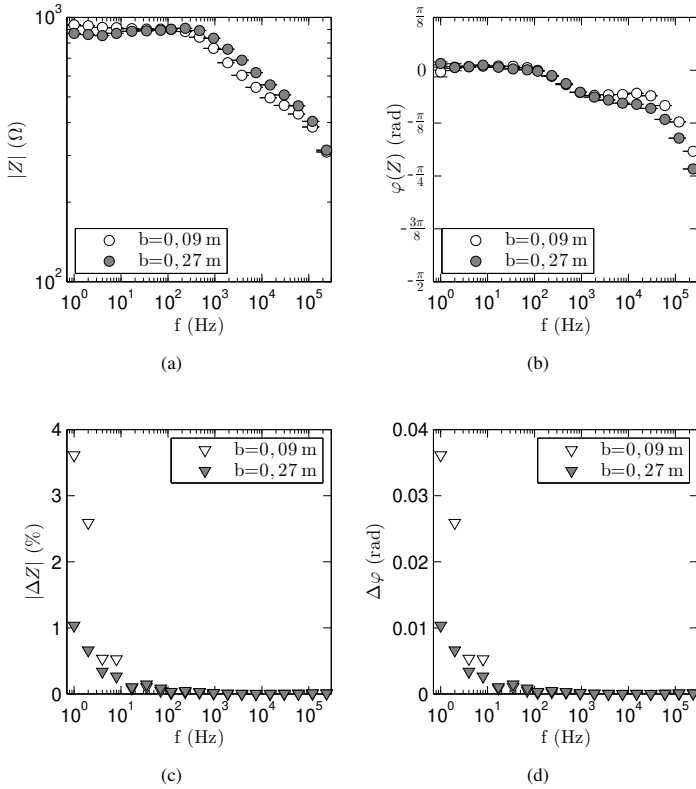 10³
|Z| (Ω)
10²
b=0, 09 m
b=0, 27 m
10⁰ 10¹ 10² 10³ 10⁴ 10⁵
f (Hz)
(a)
π/8
0
-π/8
-π/4
-3π/8
-π/2
φ(Z) (rad)
b=0, 09 m
b=0, 27 m
10⁰ 10¹ 10² 10³ 10⁴ 10⁵
f (Hz)
(b)
4
3
2
1
0
|ΔZ| (%)
b=0, 09 m
b=0, 27 m
10⁰ 10¹ 10² 10³ 10⁴ 10⁵
f (Hz)
(c)
0.04
0.03
0.02
0.01
0
Δφ (rad)
b=0, 09 m
b=0, 27 m
10⁰ 10¹ 10² 10³ 10⁴ 10⁵
f (Hz)
(d)